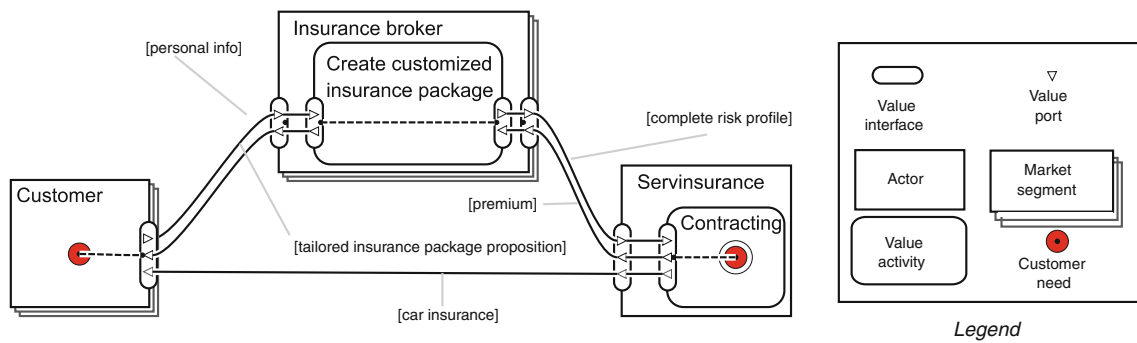 Insurance broker
[personal info]
Create customized
insurance package
[complete risk profile]
Customer
Servinsurance
[premium]
Contracting
[tailored insurance package proposition]
[car insurance]
Value
interface
Value
port
Actor
Market
segment
Value
activity
Customer
need
Legend